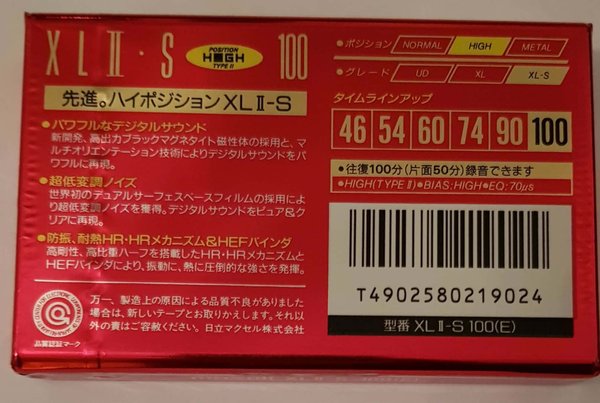 XLⅡ・S
POSITION
HIGH
TYPE Ⅱ
100
先進。ハイポジションXLⅡ-S
●パワフルなデジタルサウンド
新開発、高出力ブラックマグネタイト磁性体の採用と、マ
ルチオリエンテーション技術によりデジタルサウンドをパ
ワフルに再現。
●超低変調ノイズ
世界初のデュアルサーフェスベースフィルムの採用によ
り超低変調ノイズを獲得。デジタルサウンドをピュア&ク
リアに再現。
●防振、耐熱HR・HRメカニズム&HEFバインダ
高剛性、高比重ハーフを搭載したHR・HRメカニズムと
HEFバインダにより、振動に、熱に圧倒的な強さを発揮。
万一、製造上の原因による品質不良がありました
場合は、新しいテープとお取りかえします。それ以
外の責はご容赦ください。日立マクセル株式会社
品質認証マーク
●ポジション NORMAL HIGH METAL
●グレード UD XL XL-S
タイムラインアップ
46 54 60 74 90 100
●往復100分(片面50分)録音できます
●HIGH(TYPE Ⅱ)●BIAS:HIGH●EQ:70μs
T4902580219024
型番 XLⅡ-S 100(E)